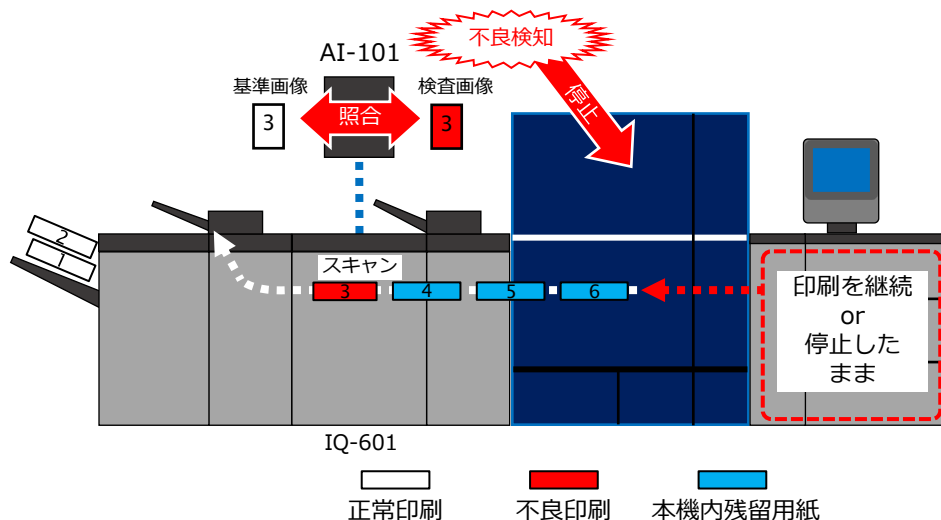 不良検知
AI-101
停止
基準画像
検査画像
3
照合
3
2
1
スキャン
3
4
5
6
印刷を継続
or
停止した
まま
IQ-601
正常印刷
不良印刷
本機内残留用紙